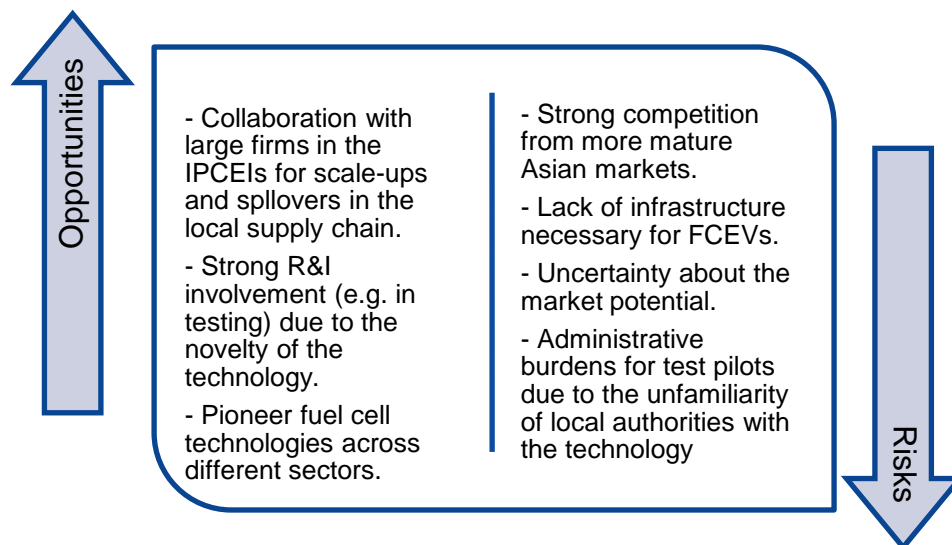 Opportunities
- Collaboration with
large firms in the
IPCEIs for scale-ups
and spllovers in the
local supply chain.
- Strong R&I
involvement (e.g. in
testing) due to the
novelty of the
technology.
- Pioneer fuel cell
technologies across
different sectors.
- Strong competition
from more mature
Asian markets.
- Lack of infrastructure
necessary for FCEVs.
- Uncertainty about the
market potential.
- Administrative
burdens for test pilots
due to the unfamiliarity
of local authorities with
the technology
Risks